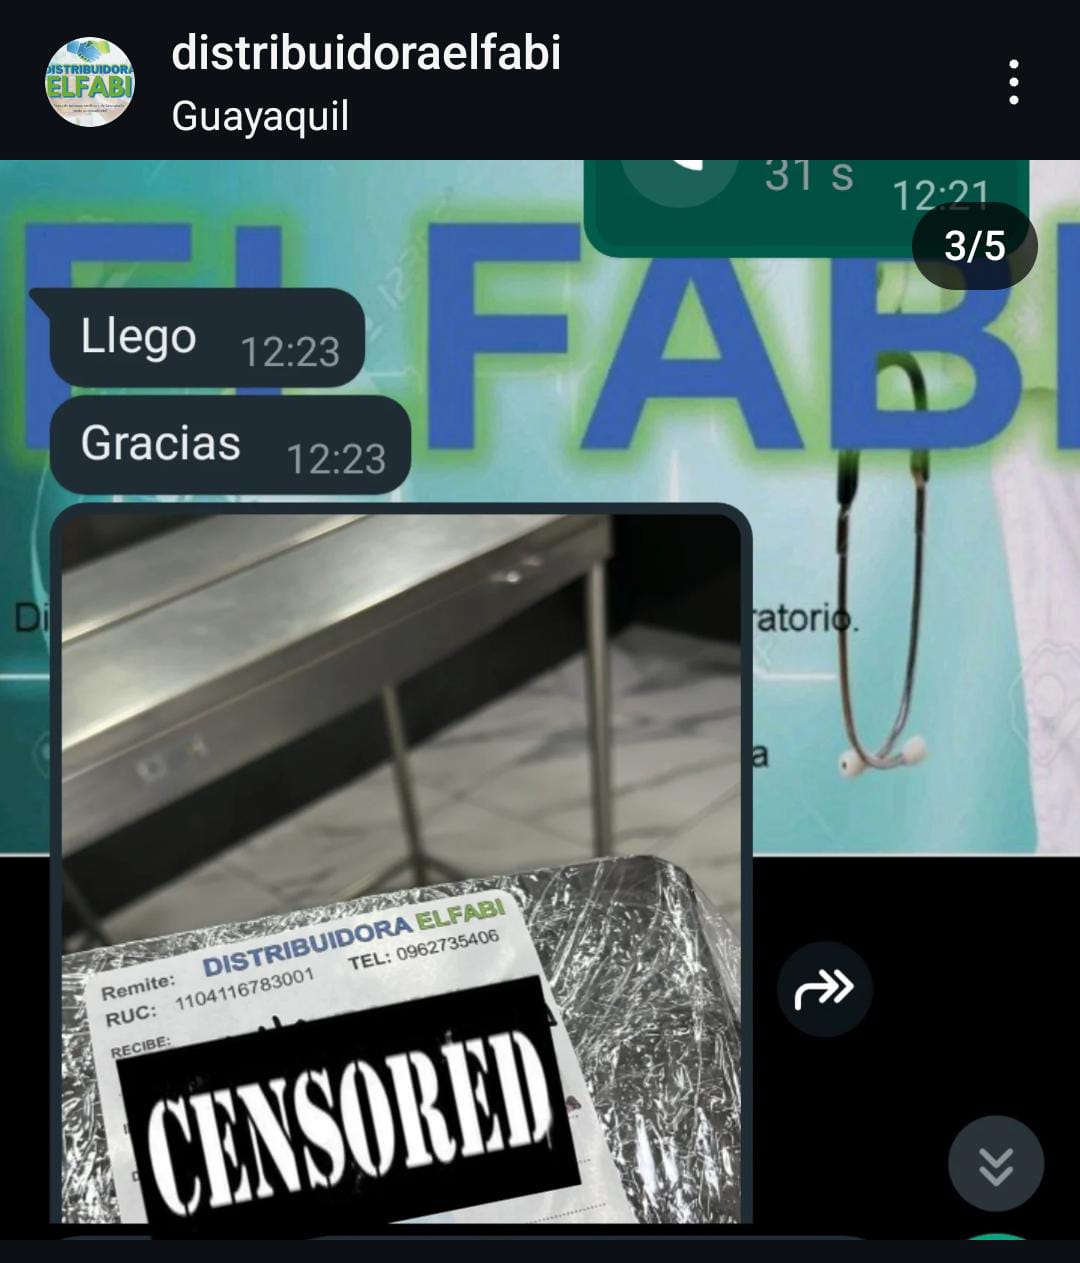 distribuidoraelfabi
Guayaquil
DISTRIBUIDORA
ELFABI
31 s 12:21
3/5
EL FABI
Llego 12:23
Gracias 12:23
ratorio.
Remite: DISTRIBUIDORA ELFABI
RUC: 1104116783001 TEL: 0962735406
RECIBE:
CENSORED